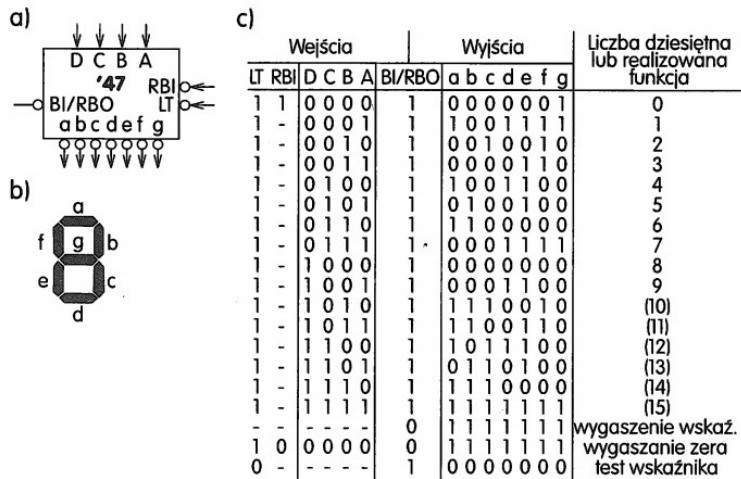 a)
D C B A
'47
RBI
BI/RBO LT
a b c d e f g
b)
a
f g b
e c
d
c)
Wejścia Wyjścia Liczba dziesiętna
lub realizowana
funkcja
LT RBI D C B A BI/RBO a b c d e f g
1 1 0 0 0 0 1 0 0 0 0 0 0 1 0
1 - 0 0 0 1 1 1 0 0 1 1 1 1 1
1 - 0 0 1 0 1 0 0 1 0 0 1 0 2
1 - 0 0 1 1 1 0 0 0 0 1 1 0 3
1 - 0 1 0 0 1 1 0 0 1 1 0 0 4
1 - 0 1 0 1 1 0 1 0 0 1 0 0 5
1 - 0 1 1 0 1 1 1 0 0 0 0 0 6
1 - 0 1 1 1 1 0 0 0 1 1 1 1 7
1 - 1 0 0 0 1 0 0 0 0 0 0 0 8
1 - 1 0 0 1 1 0 0 0 1 1 0 0 9
1 - 1 0 1 0 1 1 1 1 0 0 1 0 (10)
1 - 1 0 1 1 1 1 1 0 0 1 1 0 (11)
1 - 1 1 0 0 1 1 0 1 1 1 0 0 (12)
1 - 1 1 0 1 1 0 1 1 0 1 0 0 (13)
1 - 1 1 1 0 1 1 1 1 0 0 0 0 (14)
1 - 1 1 1 1 1 1 1 1 1 1 1 1 (15)
- - - - - - 0 1 1 1 1 1 1 1 wygaszenie wskaź.
1 0 0 0 0 0 0 1 1 1 1 1 1 1 wygaszanie zera
0 - - - - - 1 0 0 0 0 0 0 0 test wskaźnika